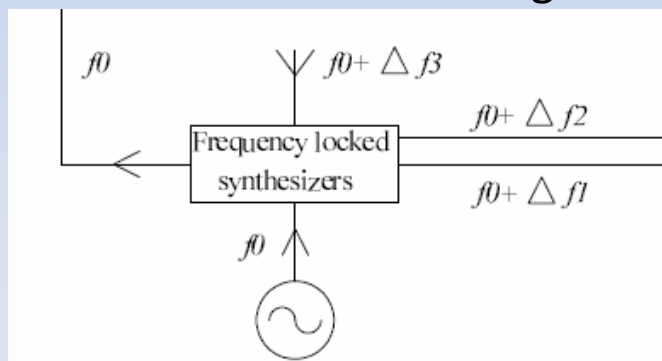 f0
f0+ △ f3
f0+ △ f2
Frequency locked
synthesizers
f0+ △ f1
f0